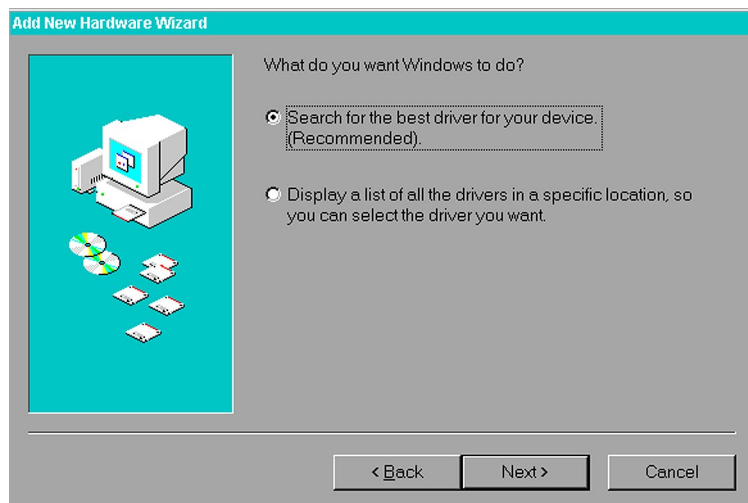 Add New Hardware Wizard
What do you want Windows to do?
Search for the best driver for your device.
(Recommended).
Display a list of all the drivers in a specific location, so
you can select the driver you want.
< Back
Next >
Cancel